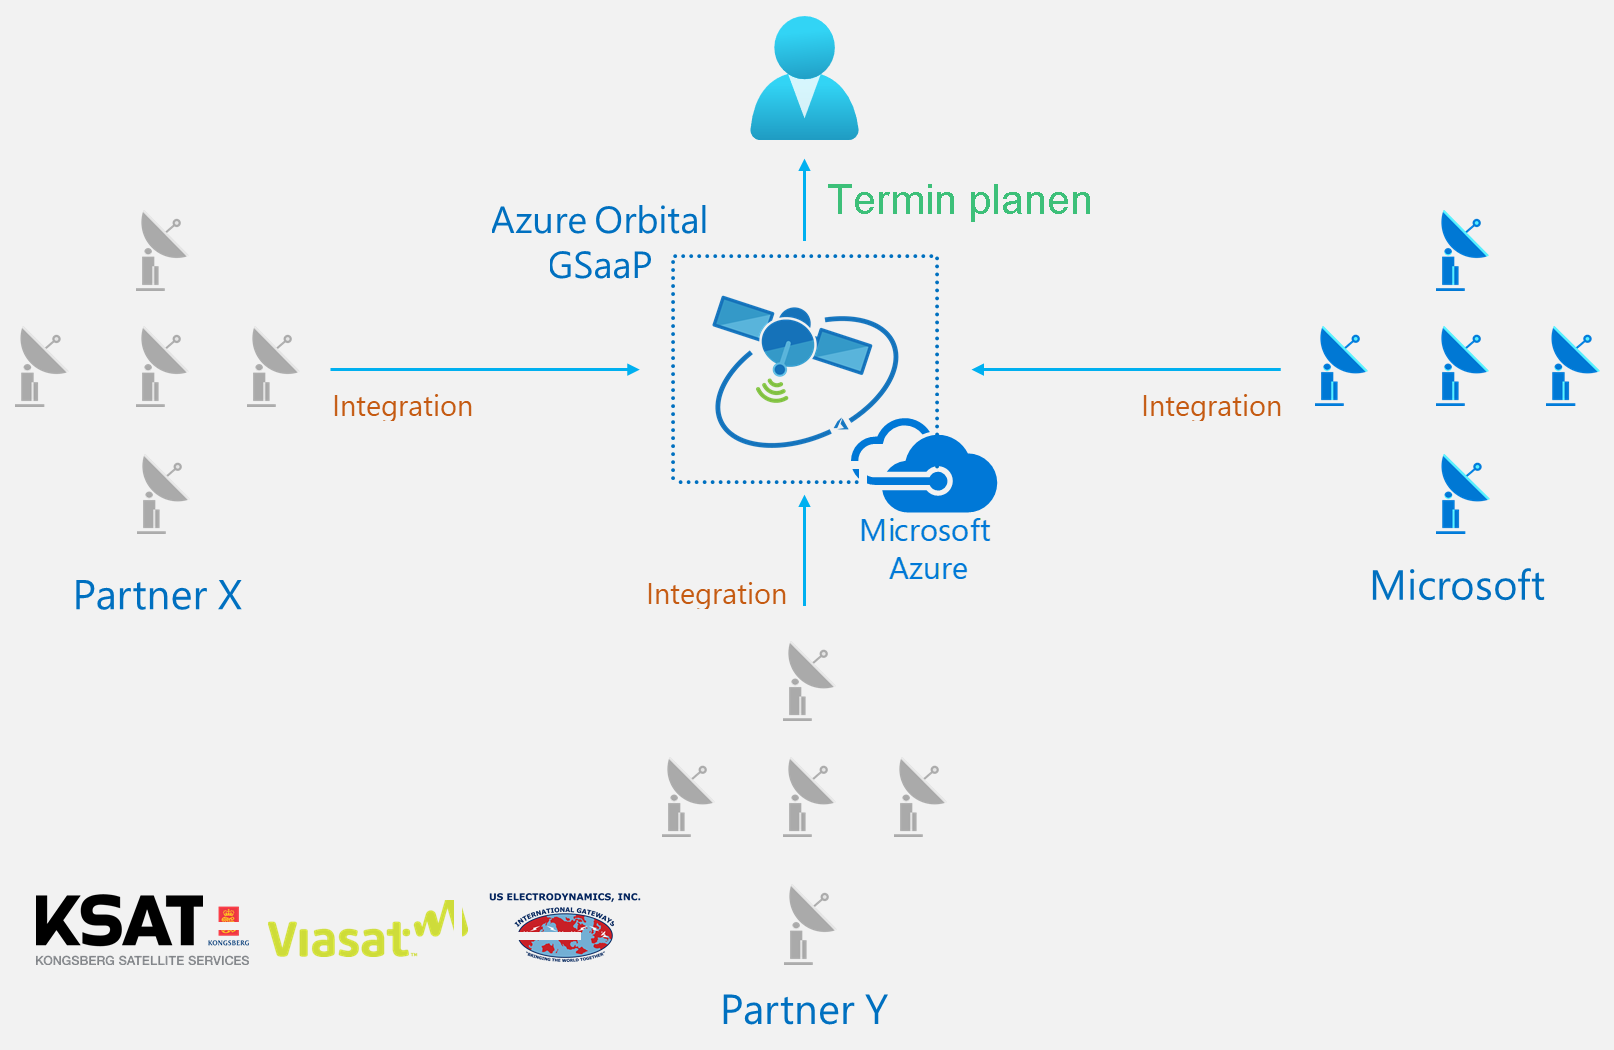 Termin planen
Azure Orbital
GSaaP
Integration
Integration
Microsoft
Azure
Partner X
Microsoft
Integration
US ELECTRODYNAMICS, INC.
INTERNATIONAL GATEWAYS
"BRINGING THE WORLD TOGETHER"
KSAT
KONGSBERG
KONGSBERG SATELLITE SERVICES
Viasat™
Partner Y